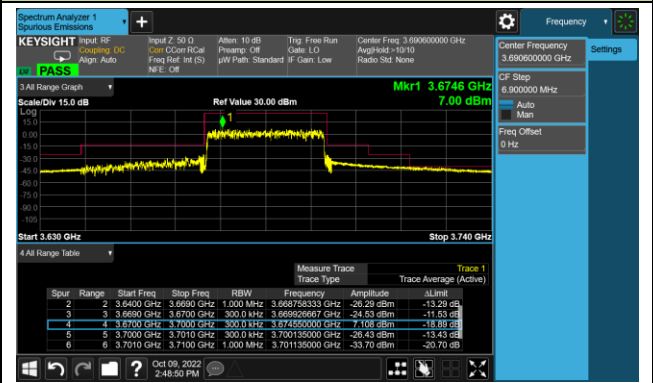 Spectrum Analyzer 1
Spurious Emissions
Frequency
KEYSIGHT Input: RF Input Z: 50 Ω Atten: 10 dB Trig: Free Run Center Freq: 3.690600000 GHz
Coupling: DC Corr CCorr RCal Preamp: Off Gate: LO Avg|Hold:>10/10
Align: Auto Freq Ref: Int (S) µW Path: Standard IF Gain: Low Radio Std: None
NFE: Off
PASS
Center Frequency
3.690600000 GHz
Settings
CF Step
6.900000 MHz
Auto
Man
Freq Offset
0 Hz
3 All Range Graph
Mkr1 3.6746 GHz
Scale/Div 15.0 dB Ref Value 30.00 dBm 7.00 dBm
Log
15.0
0.00
-15.0
-30.0
-45.0
-60.0
-75.0
-90.0
-105
1
Start 3.630 GHz Stop 3.740 GHz
4 All Range Table
Measure Trace Trace 1
Trace Type Trace Average (Active)
Spur Range Start Freq Stop Freq RBW Frequency Amplitude ΔLimit
2 2 3.6400 GHz 3.6690 GHz 1.000 MHz 3.668758333 GHz -26.29 dBm -13.29 dB
3 3 3.6690 GHz 3.6700 GHz 300.0 kHz 3.669926667 GHz -24.53 dBm -11.53 dB
4 4 3.6700 GHz 3.7000 GHz 300.0 kHz 3.674550000 GHz 7.108 dBm -18.89 dB
5 5 3.7000 GHz 3.7010 GHz 300.0 kHz 3.700135000 GHz -26.43 dBm -13.43 dB
6 6 3.7010 GHz 3.7100 GHz 1.000 MHz 3.701135000 GHz -33.70 dBm -20.70 dB
Oct 09, 2022
2:48:50 PM